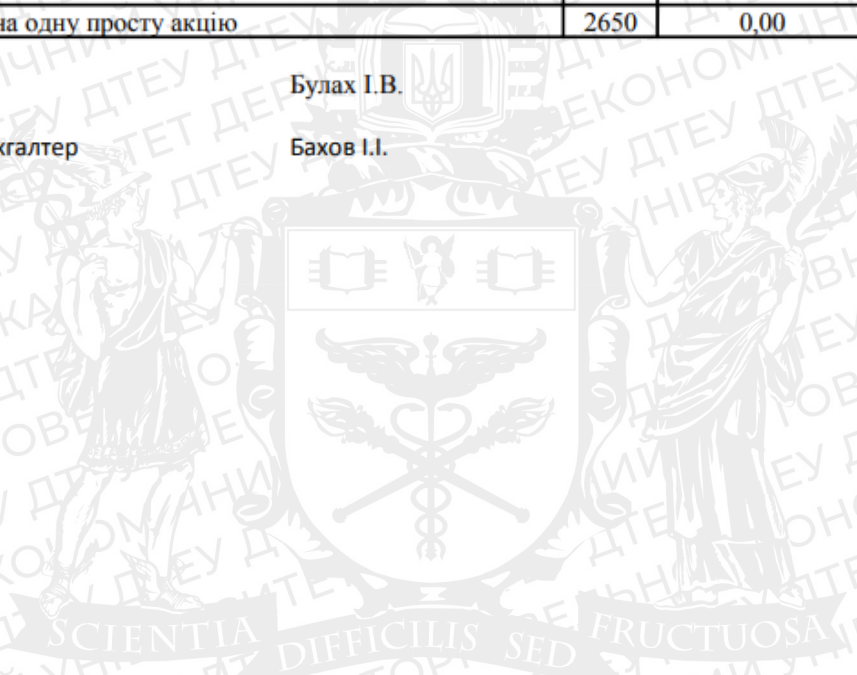 на одну просту акцію 2650 0,00
Булах І.В.
хгалтер Бахов І.І.
SCIENTIA DIFFICILIS SED FRUCTUOSA